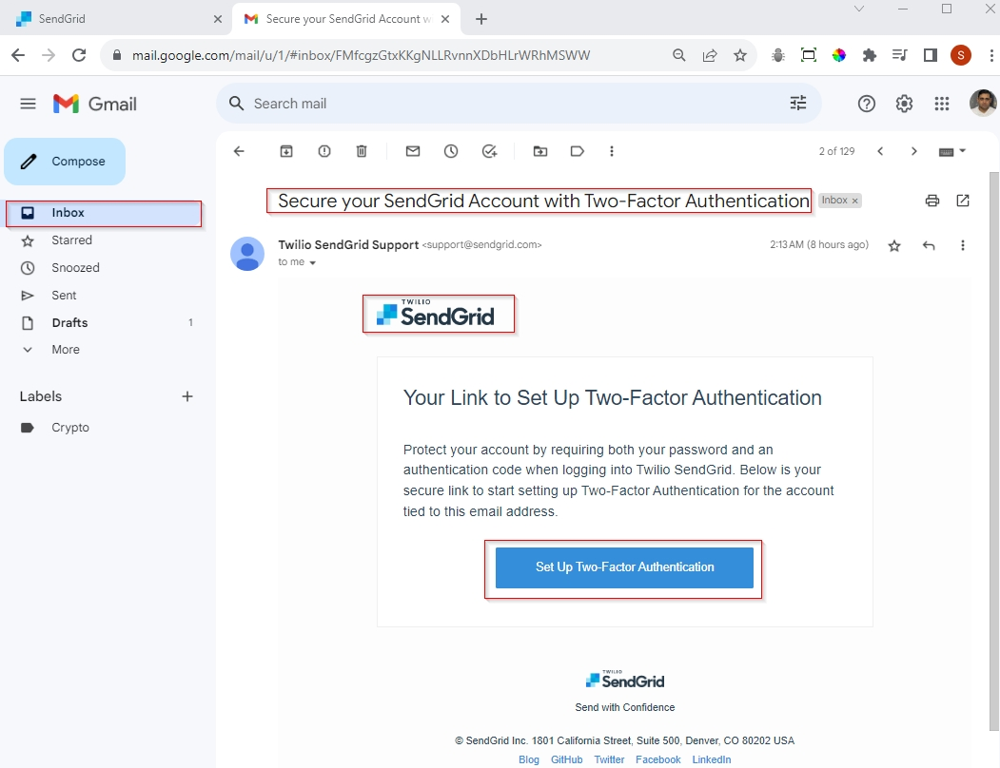 SendGrid
Secure your SendGrid Account w
mail.google.com/mail/u/1/#inbox/FMfcgzGtxKKgNLLRvnnXDbHLrWRhMSWW
S
Gmail
Search mail
Compose
2 of 129
Inbox
Starred
Snoozed
Sent
Drafts 1
More
Labels
Crypto
Secure your SendGrid Account with Two-Factor Authentication Inbox x
Twilio SendGrid Support <support@sendgrid.com> 2:13 AM (8 hours ago)
to me
TWILIO
SendGrid
Your Link to Set Up Two-Factor Authentication
Protect your account by requiring both your password and an
authentication code when logging into Twilio SendGrid. Below is your
secure link to start setting up Two-Factor Authentication for the account
tied to this email address.
Set Up Two-Factor Authentication
TWILIO
SendGrid
Send with Confidence
© SendGrid Inc. 1801 California Street, Suite 500, Denver, CO 80202 USA
Blog GitHub Twitter Facebook LinkedIn